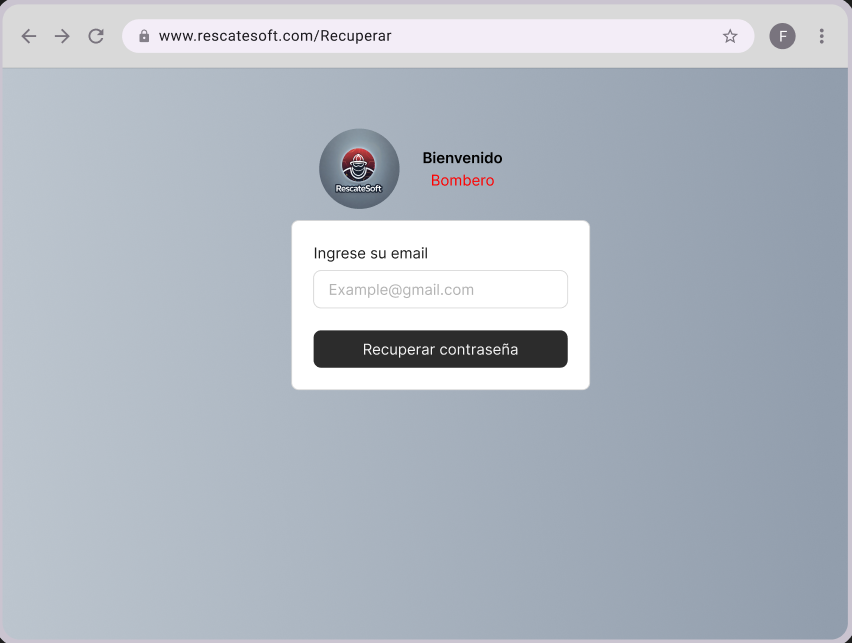 www.rescatesoft.com/Recuperar
F
RescateSoft
Bienvenido
Bombero
Ingrese su email
Example@gmail.com
Recuperar contraseña